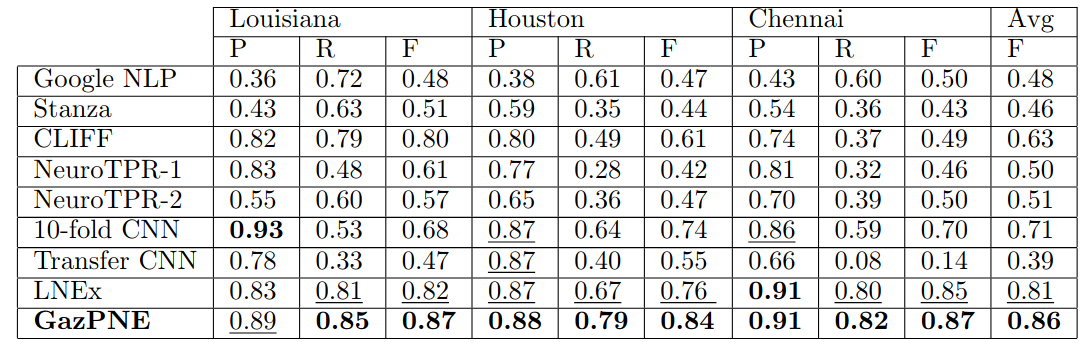 Louisiana Houston Chennai Avg
P R F P R F P R F F
Google NLP 0.36 0.72 0.48 0.38 0.61 0.47 0.43 0.60 0.50 0.48
Stanza 0.43 0.63 0.51 0.59 0.35 0.44 0.54 0.36 0.43 0.46
CLIFF 0.82 0.79 0.80 0.80 0.49 0.61 0.74 0.37 0.49 0.63
NeuroTPR-1 0.83 0.48 0.61 0.77 0.28 0.42 0.81 0.32 0.46 0.50
NeuroTPR-2 0.55 0.60 0.57 0.65 0.36 0.47 0.70 0.39 0.50 0.51
10-fold CNN 0.93 0.53 0.68 0.87 0.64 0.74 0.86 0.59 0.70 0.71
Transfer CNN 0.78 0.33 0.47 0.87 0.40 0.55 0.66 0.08 0.14 0.39
LNEx 0.83 0.81 0.82 0.87 0.67 0.76 0.91 0.80 0.85 0.81
GazPNE 0.89 0.85 0.87 0.88 0.79 0.84 0.91 0.82 0.87 0.86